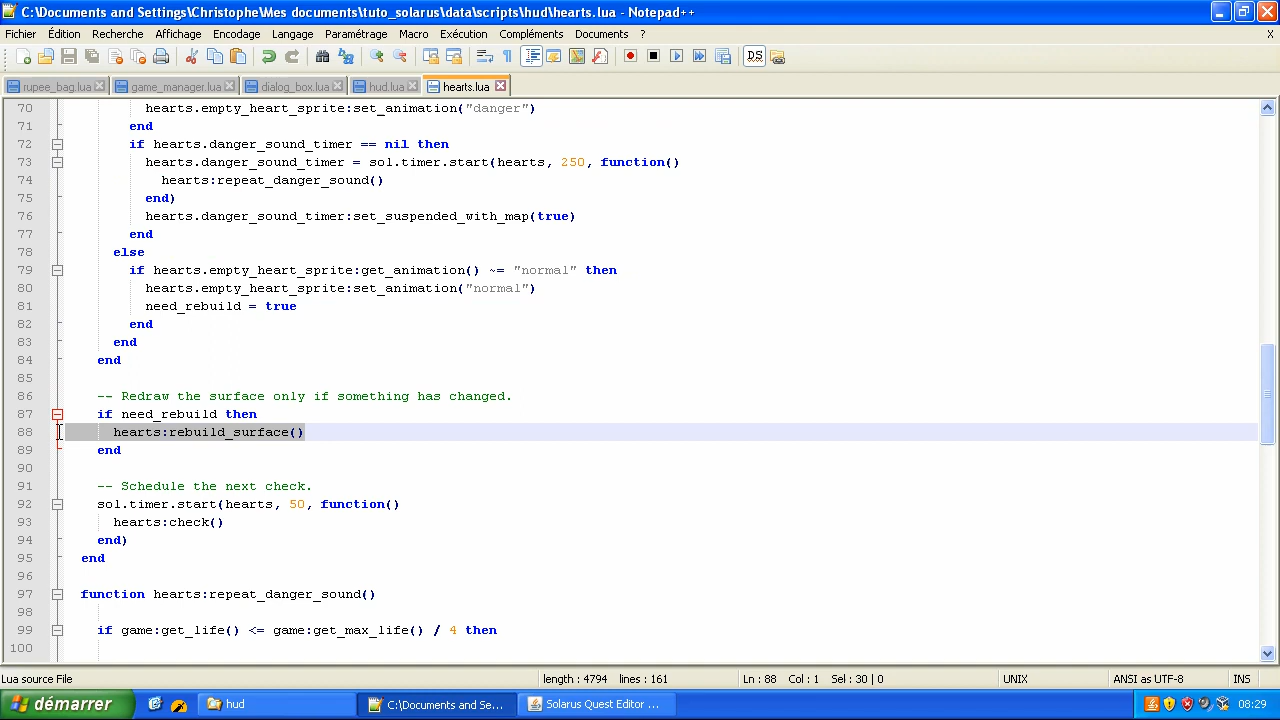 C:\Documents and Settings\Christophe\Mes documents\tuto_solarus\data\scripts\hud\hearts.lua - Notepad++
Fichier Édition Recherche Affichage Encodage Langage Paramétrage Macro Exécution Compléments Documents ? X
rupee_bag.lua game_manager.lua dialog_box.lua hud.lua hearts.lua
70 hearts.empty_heart_sprite:set_animation("danger")
71 end
72 if hearts.danger_sound_timer == nil then
73 hearts.danger_sound_timer = sol.timer.start(hearts, 250, function()
74 hearts:repeat_danger_sound()
75 end)
76 hearts.danger_sound_timer:set_suspended_with_map(true)
77 end
78 else
79 if hearts.empty_heart_sprite:get_animation() ~= "normal" then
80 hearts.empty_heart_sprite:set_animation("normal")
81 need_rebuild = true
82 end
83 end
84 end
85
86 -- Redraw the surface only if something has changed.
87 if need_rebuild then
88 hearts:rebuild_surface()
89 end
90
91 -- Schedule the next check.
92 sol.timer.start(hearts, 50, function()
93 hearts:check()
94 end)
95 end
96
97 function hearts:repeat_danger_sound()
98
99 if game:get_life() <= game:get_max_life() / 4 then
100
Lua source File length : 4794 lines : 161 Ln : 88 Col : 1 Sel : 30 | 0 UNIX ANSI as UTF-8 INS
démarrer hud C:\Documents and Se... Solarus Quest Editor ... 08:29